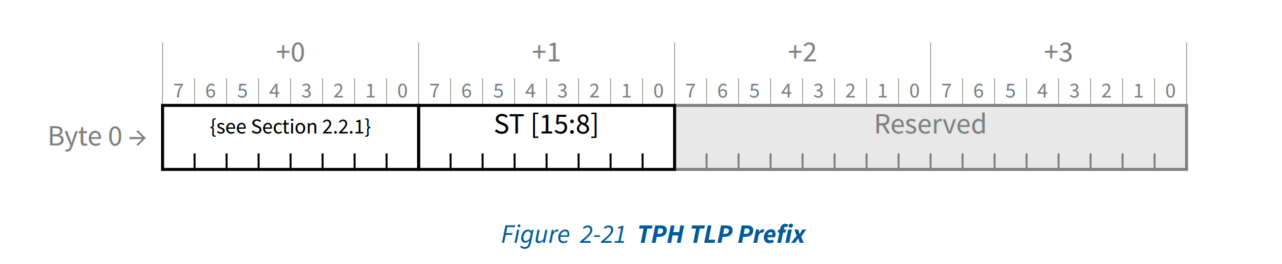 +0 +1 +2 +3
7 6 5 4 3 2 1 0 7 6 5 4 3 2 1 0 7 6 5 4 3 2 1 0 7 6 5 4 3 2 1 0
Byte 0 → {see Section 2.2.1} ST [15:8] Reserved
Figure 2-21 TPH TLP Prefix